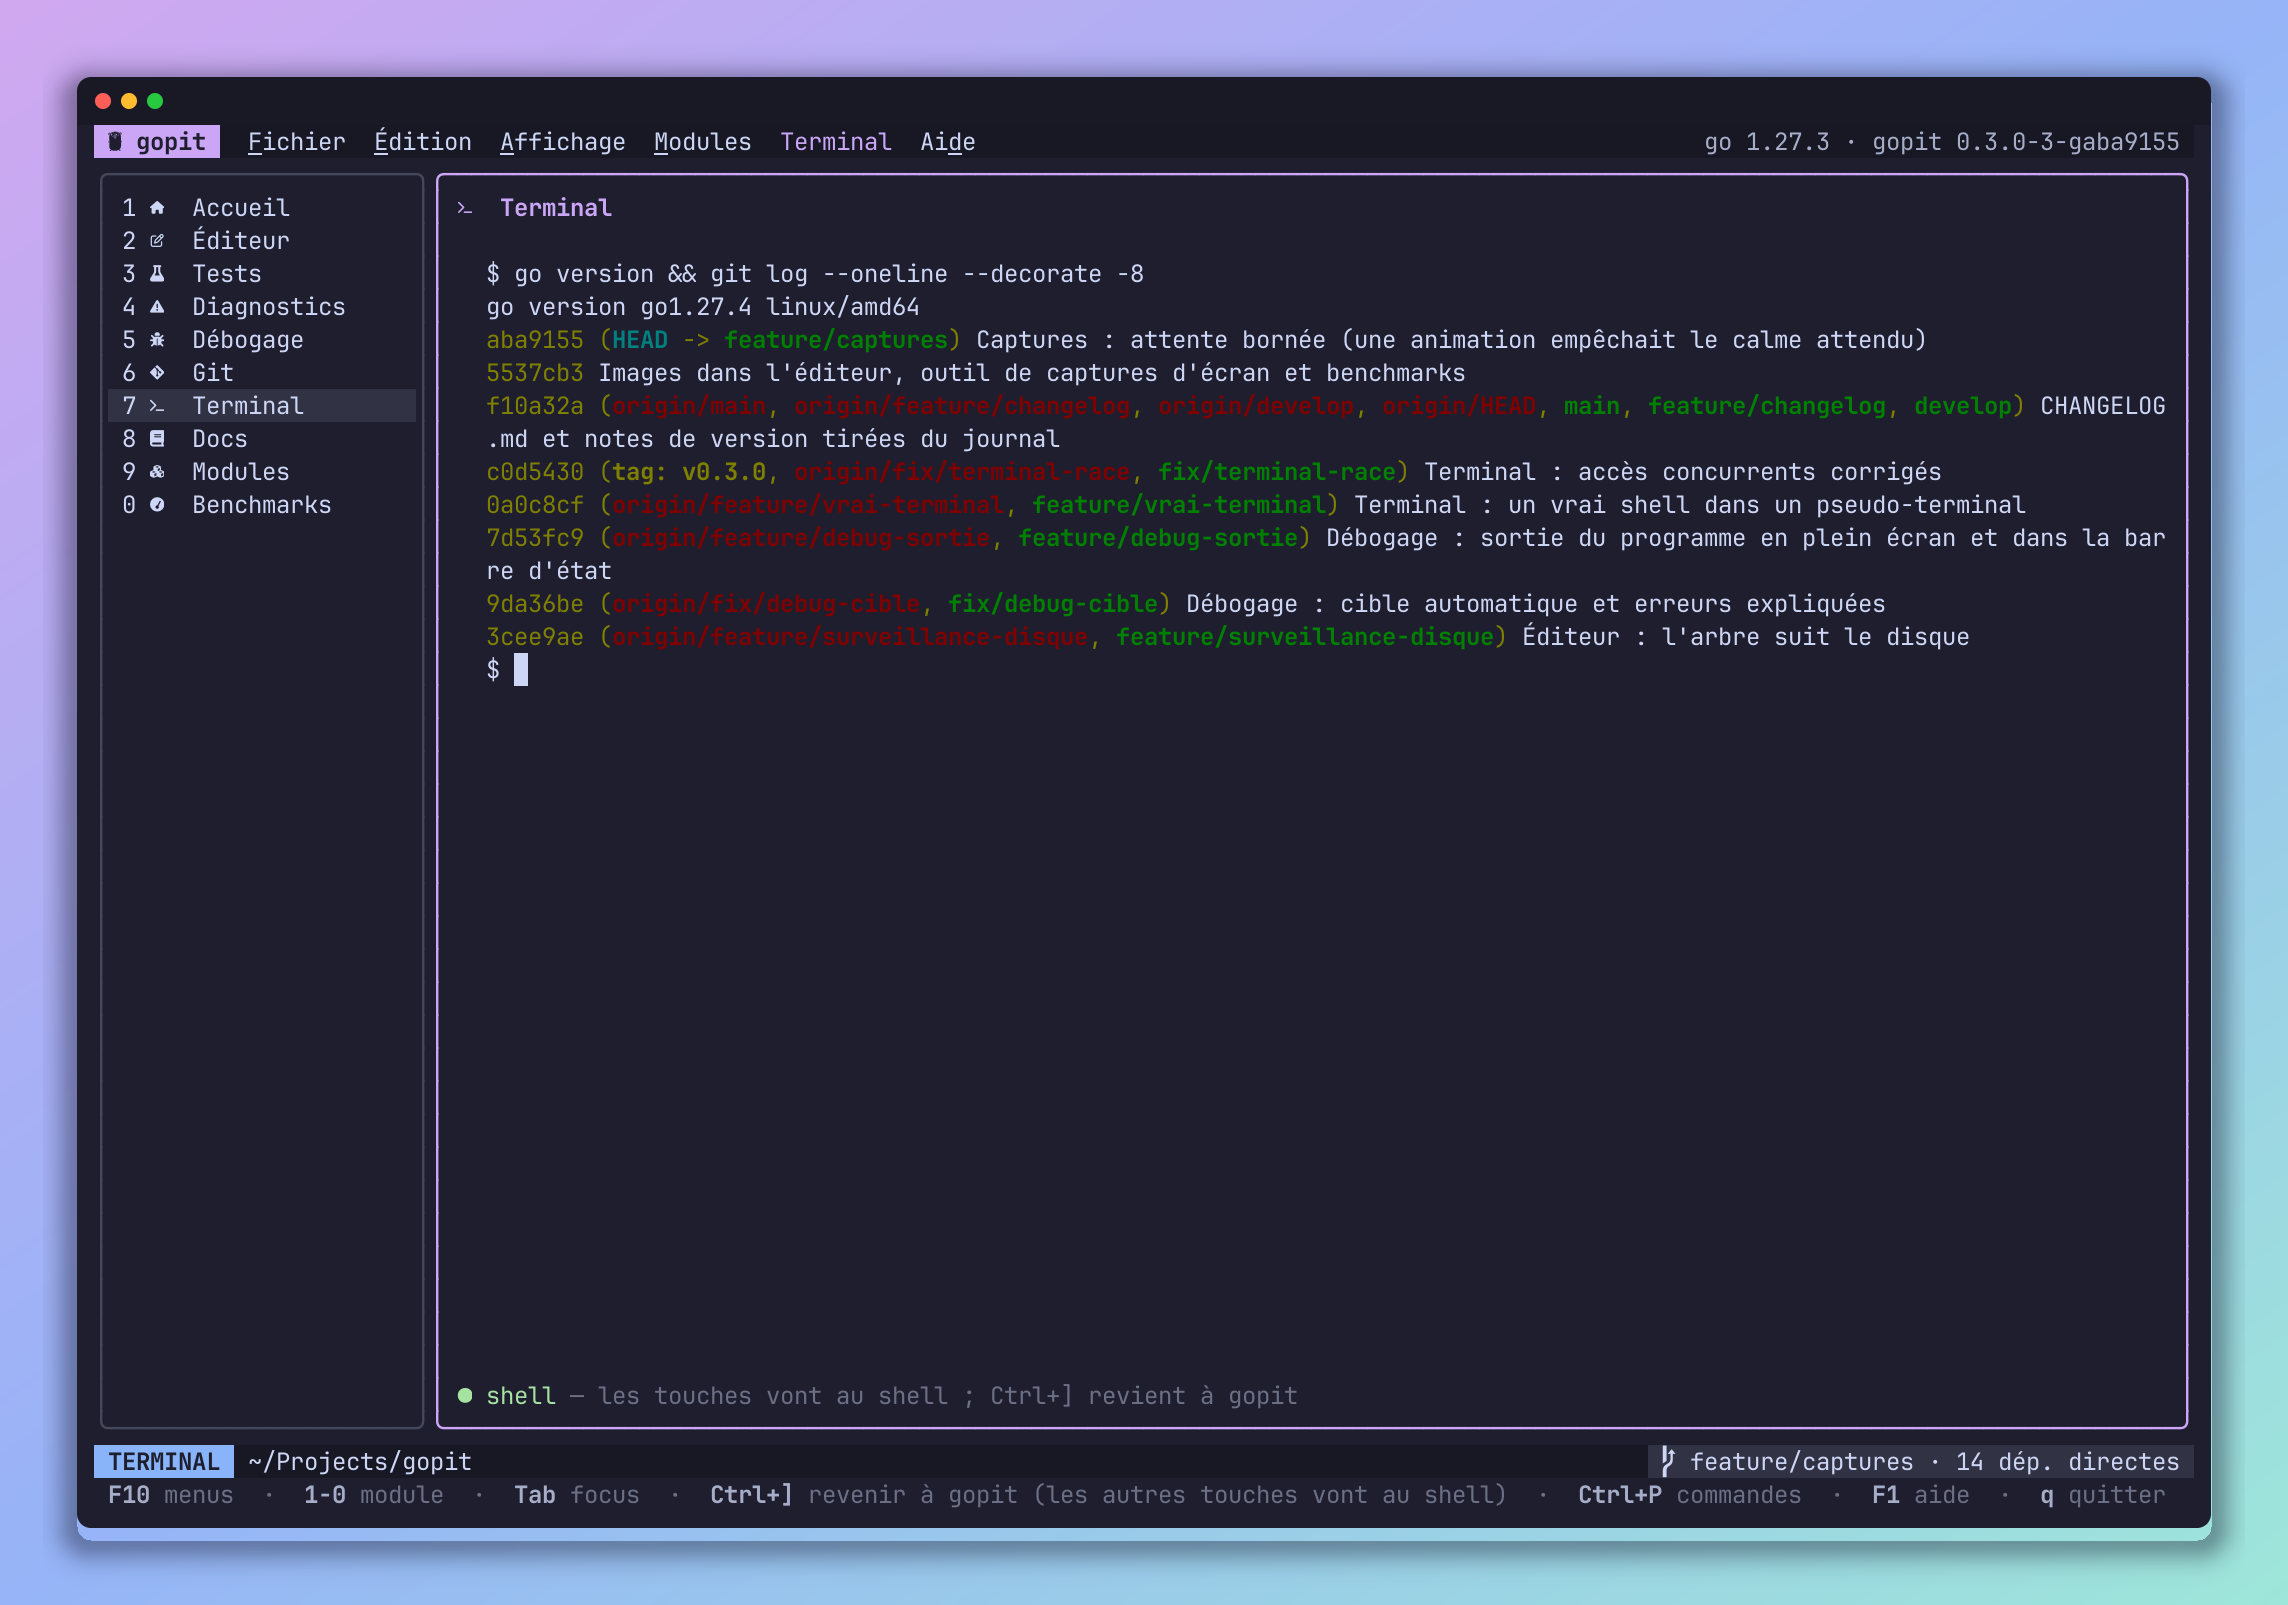 gopit Fichier Édition Affichage Modules Terminal Aide go 1.27.3 · gopit 0.3.0-3-gaba9155
1 Accueil
2 Éditeur
3 Tests
4 Diagnostics
5 Débogage
6 Git
7 Terminal
8 Docs
9 Modules
0 Benchmarks
>_ Terminal
$ go version && git log --oneline --decorate -8
go version go1.27.4 linux/amd64
aba9155 (HEAD -> feature/captures) Captures : attente bornée (une animation empêchait le calme attendu)
5537cb3 Images dans l'éditeur, outil de captures d'écran et benchmarks
f10a32a (origin/main, origin/feature/changelog, origin/develop, origin/HEAD, main, feature/changelog, develop) CHANGELOG
.md et notes de version tirées du journal
c0d5430 (tag: v0.3.0, origin/fix/terminal-race, fix/terminal-race) Terminal : accès concurrents corrigés
0a0c8cf (origin/feature/vrai-terminal, feature/vrai-terminal) Terminal : un vrai shell dans un pseudo-terminal
7d53fc9 (origin/feature/debug-sortie, feature/debug-sortie) Débogage : sortie du programme en plein écran et dans la bar
re d'état
9da36be (origin/fix/debug-cible, fix/debug-cible) Débogage : cible automatique et erreurs expliquées
3cee9ae (origin/feature/surveillance-disque, feature/surveillance-disque) Éditeur : l'arbre suit le disque
$
● shell — les touches vont au shell ; Ctrl+] revient à gopit
TERMINAL ~/Projects/gopit feature/captures · 14 dép. directes
F10 menus · 1-0 module · Tab focus · Ctrl+] revenir à gopit (les autres touches vont au shell) · Ctrl+P commandes · F1 aide · q quitter